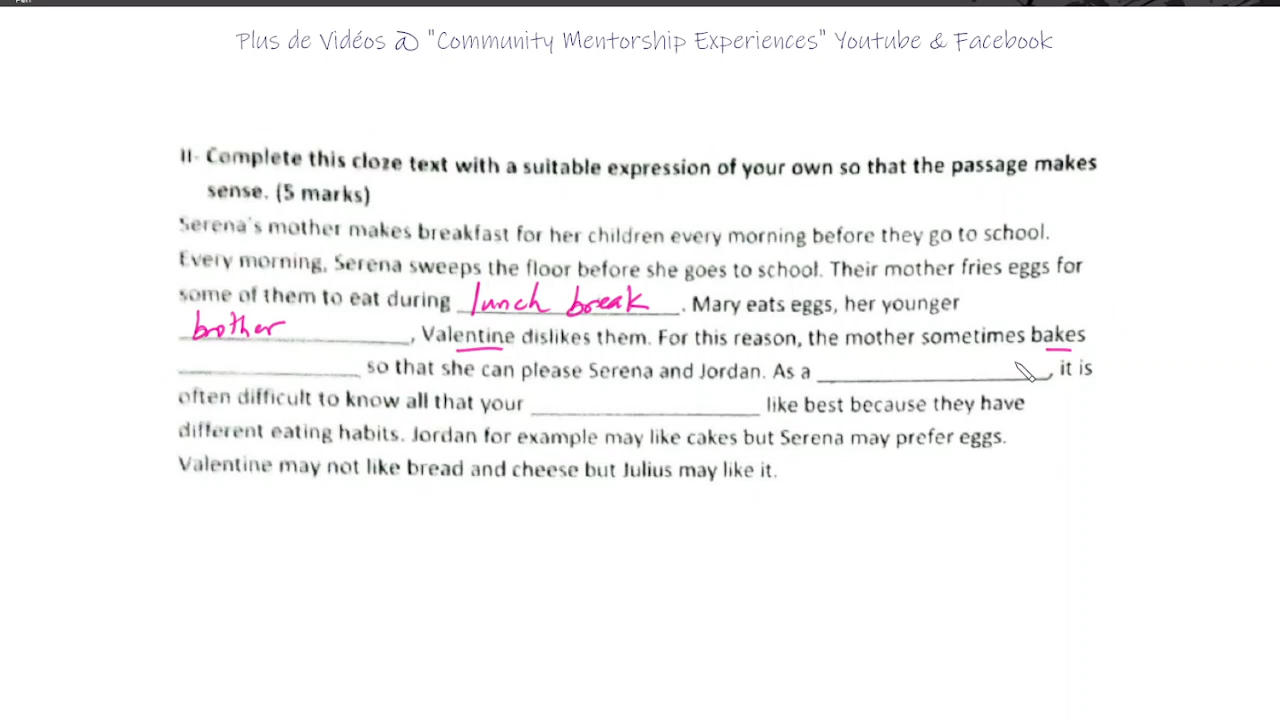 Plus de Vidéos @ "Community Mentorship Experiences" Youtube & Facebook
II- Complete this cloze text with a suitable expression of your own so that the passage makes
sense. (5 marks)
Serena's mother makes breakfast for her children every morning before they go to school.
Every morning, Serena sweeps the floor before she goes to school. Their mother fries eggs for
some of them to eat during lunch break. Mary eats eggs, her younger
bother, Valentine dislikes them. For this reason, the mother sometimes bakes
____________ so that she can please Serena and Jordan. As a ____________, it is
often difficult to know all that your ____________ like best because they have
different eating habits. Jordan for example may like cakes but Serena may prefer eggs.
Valentine may not like bread and cheese but Julius may like it.